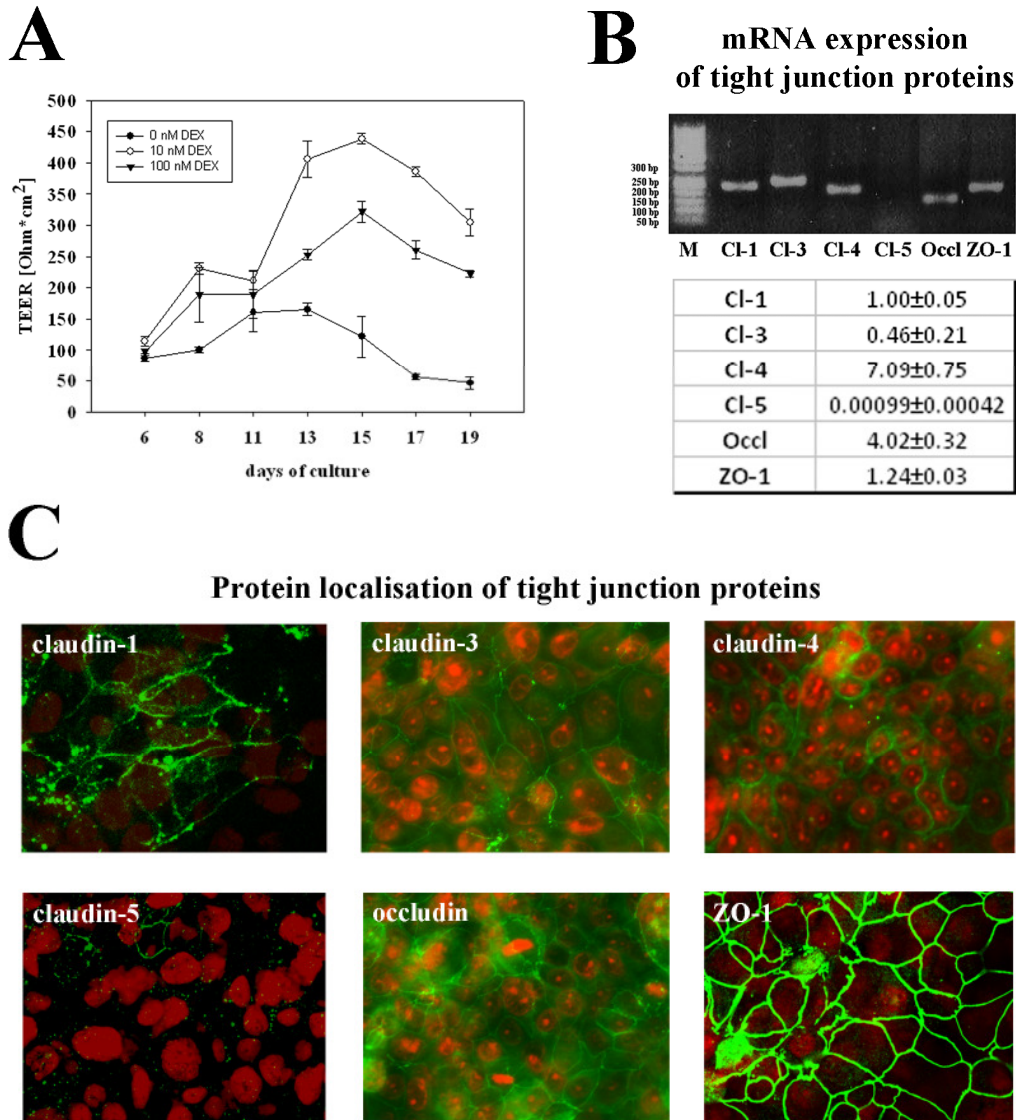 A
TEER [Ohm*cm²]
500
450
400
350
300
250
200
150
100
50
0
0 nM DEX
10 nM DEX
100 nM DEX
6 8 11 13 15 17 19
days of culture
B
mRNA expression
of tight junction proteins
300 bp
250 bp
200 bp
150 bp
100 bp
50 bp
M Cl-1 Cl-3 Cl-4 Cl-5 Occl ZO-1
Cl-1 1.00±0.05
Cl-3 0.46±0.21
Cl-4 7.09±0.75
Cl-5 0.00099±0.00042
Occl 4.02±0.32
ZO-1 1.24±0.03
C
Protein localisation of tight junction proteins
claudin-1
claudin-3
claudin-4
claudin-5
occludin
ZO-1